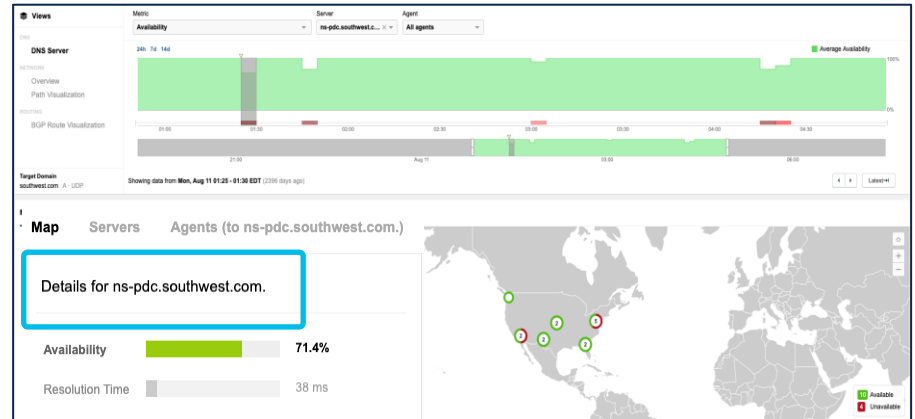 Views
DNS
DNS Server
NETWORK
Overview
Path Visualization
ROUTING
BGP Route Visualization
Target Domain
southwest.com A · UDP
Metric
Availability
Server
ns-pdc.southwest.c...
Agent
All agents
24h 7d 14d
Average Availability
100%
0%
01:00 01:30 02:00 02:30 03:00 03:30 04:00 04:30
21:00 Aug 11 03:00 06:00
Showing data from Mon, Aug 11 01:25 - 01:30 EDT (2396 days ago)
Latest
Map Servers Agents (to ns-pdc.southwest.com.)
Details for ns-pdc.southwest.com.
Availability 71.4%
Resolution Time 38 ms
2
5
2
2
2
10 Available
4 Unavailable